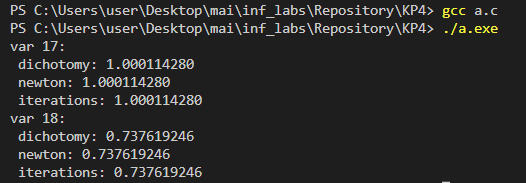 PS C:\Users\user\Desktop\mai\inf_labs\Repository\KP4> gcc a.c
PS C:\Users\user\Desktop\mai\inf_labs\Repository\KP4> ./a.exe
var 17:
 dichotomy: 1.000114280
 newton: 1.000114280
 iterations: 1.000114280
var 18:
 dichotomy: 0.737619246
 newton: 0.737619246
 iterations: 0.737619246